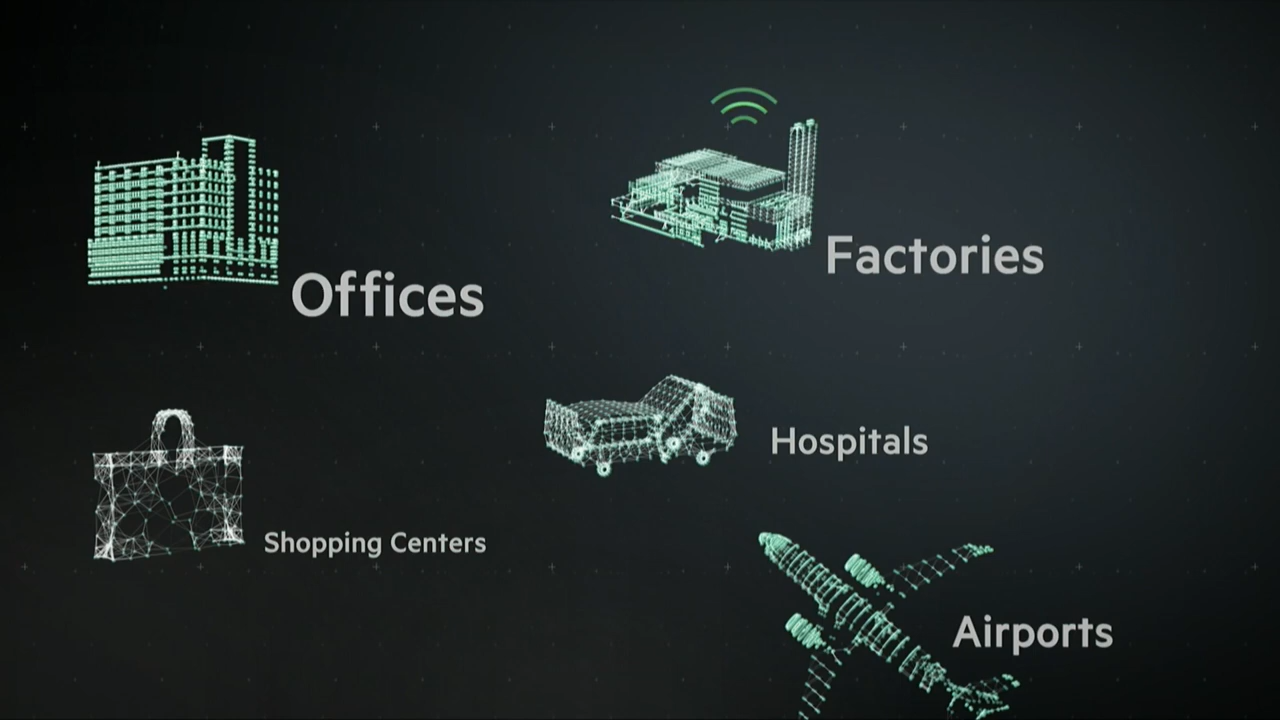 Offices
Factories
Hospitals
Shopping Centers
Airports